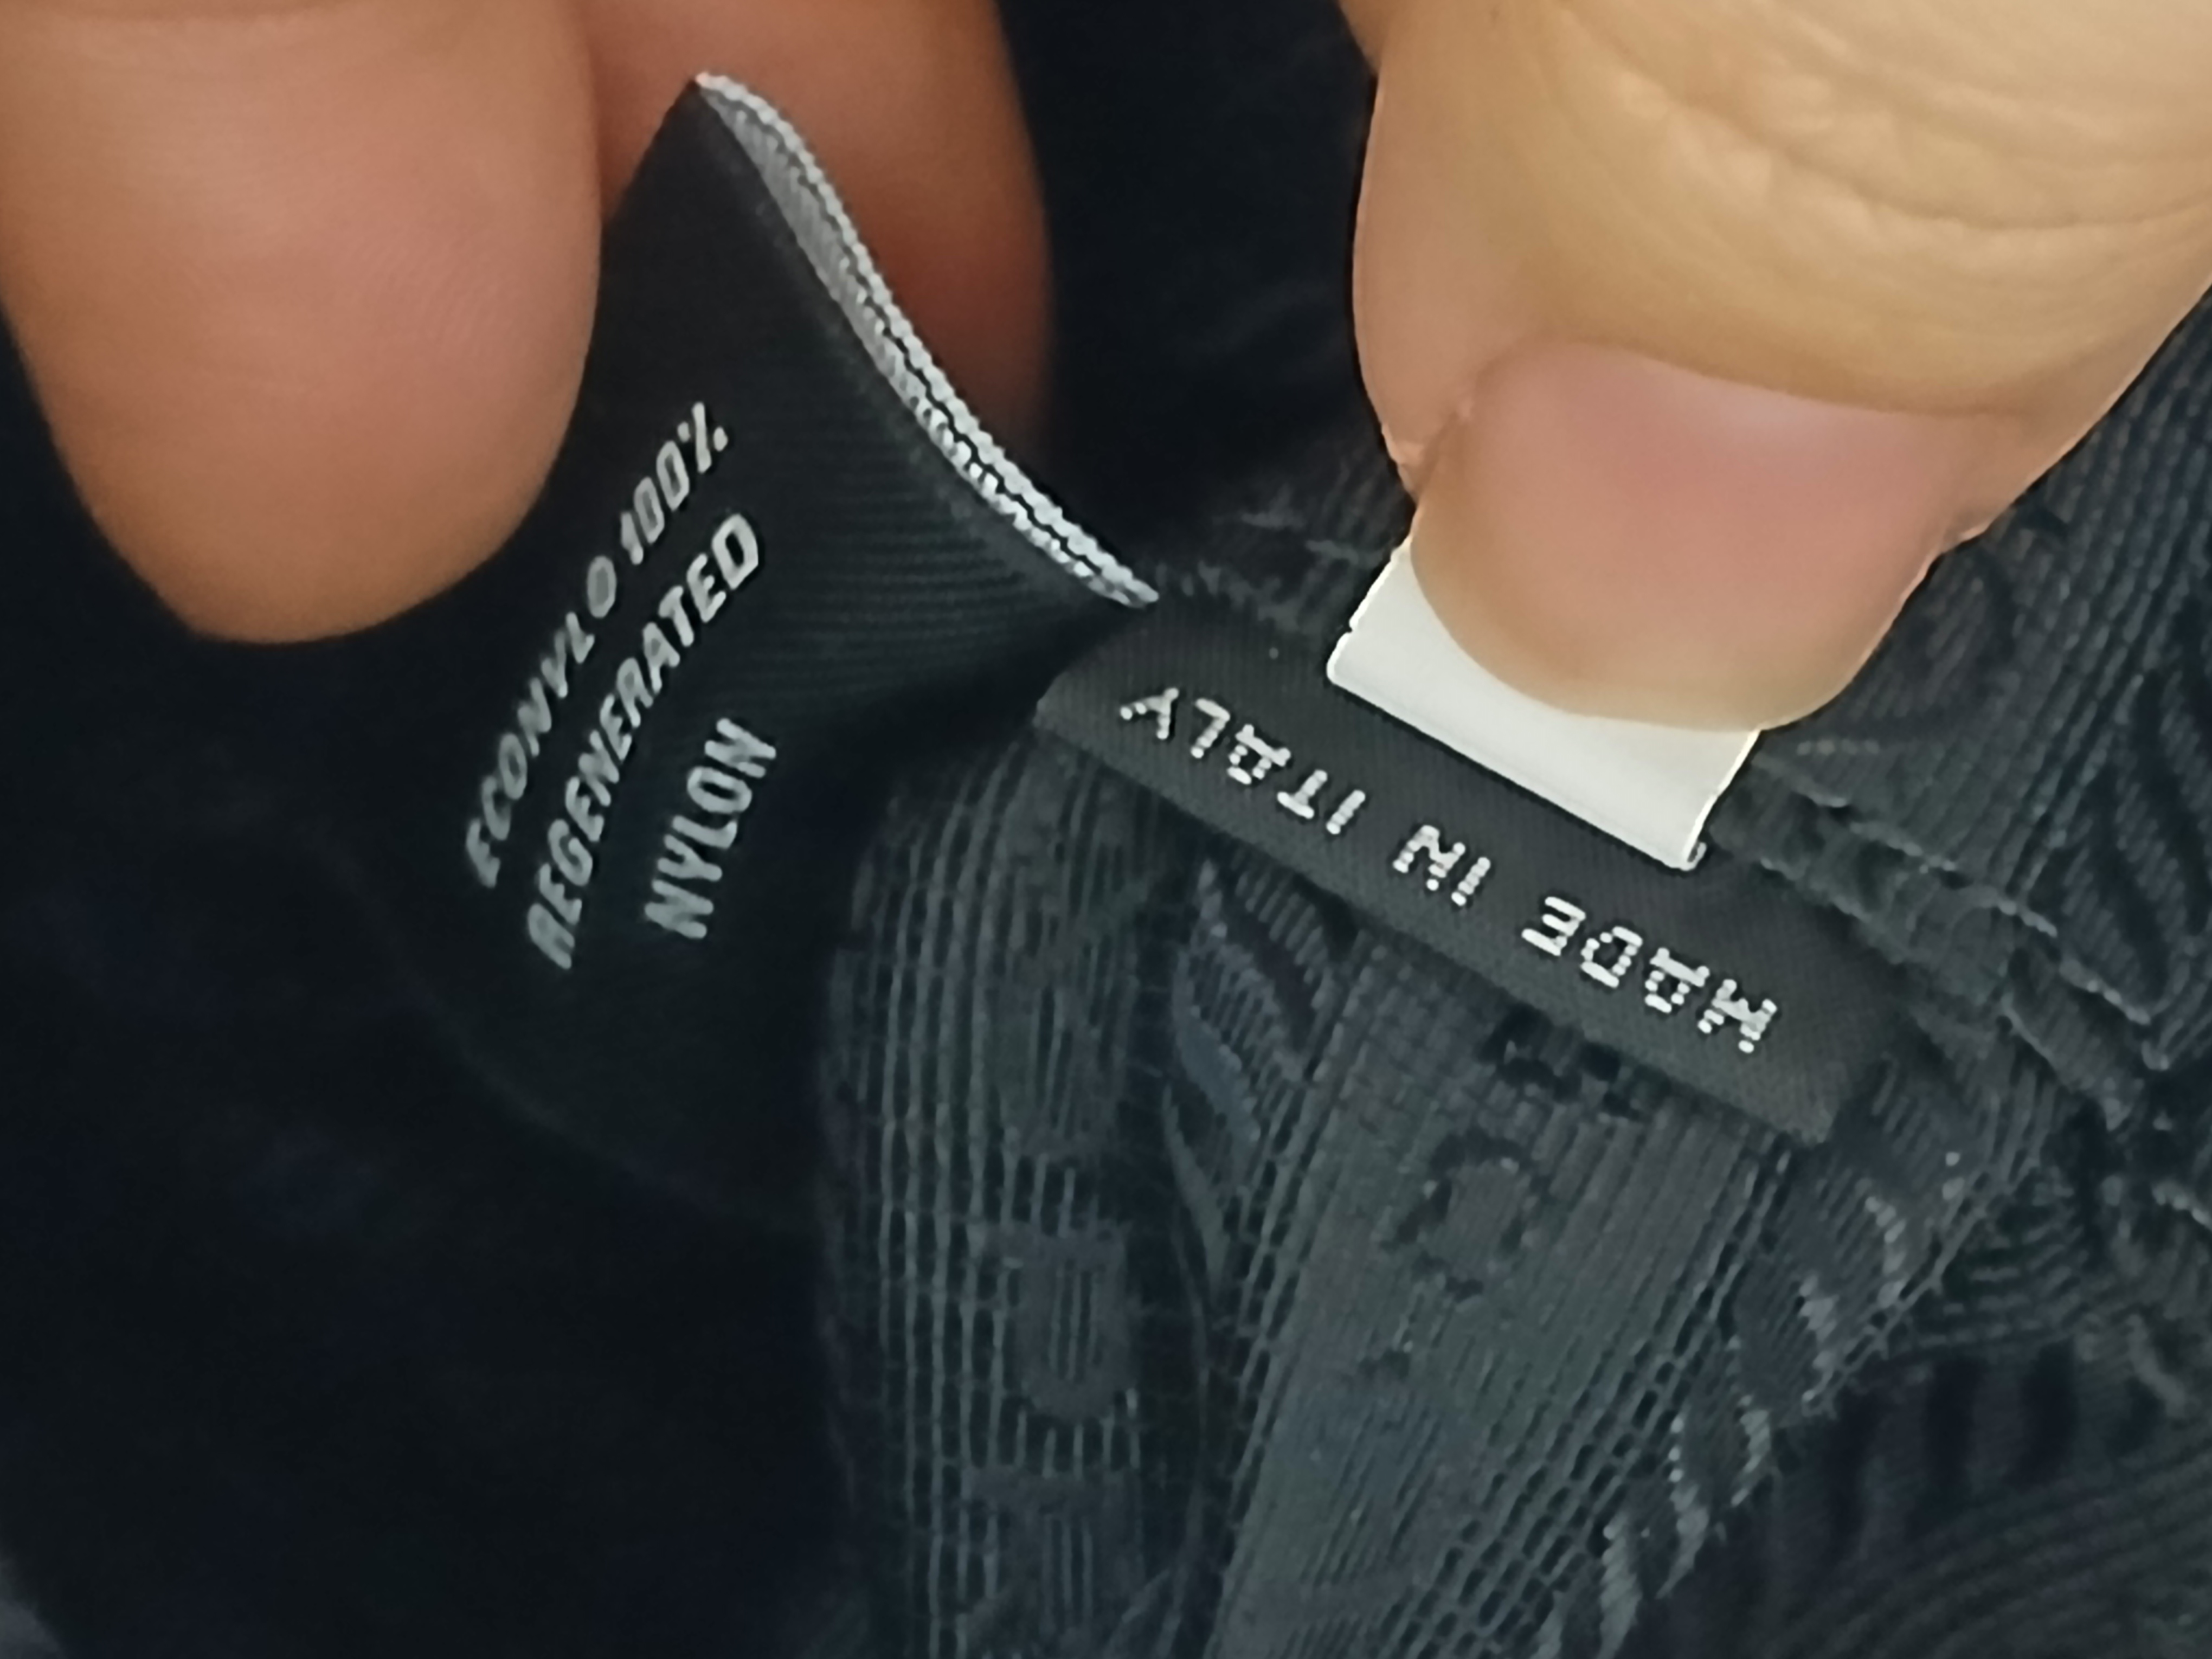 ECONYL® 100%
REGENERATED
NYLON
MADE IN ITALY